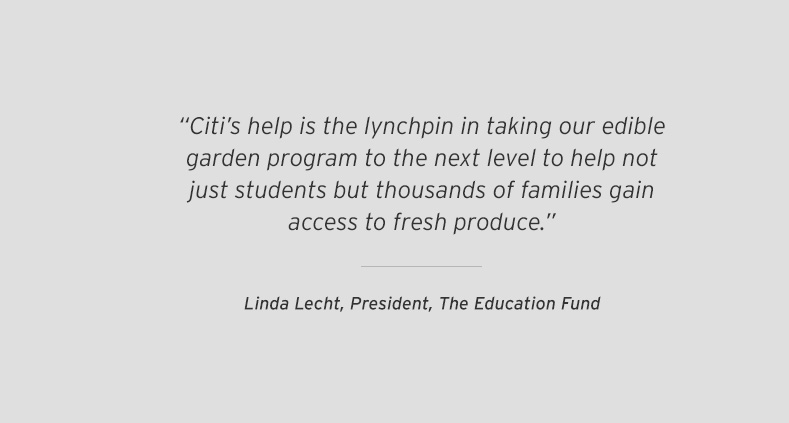 “Citi’s help is the lynchpin in taking our edible
garden program to the next level to help not
just students but thousands of families gain
access to fresh produce.”
Linda Lecht, President, The Education Fund